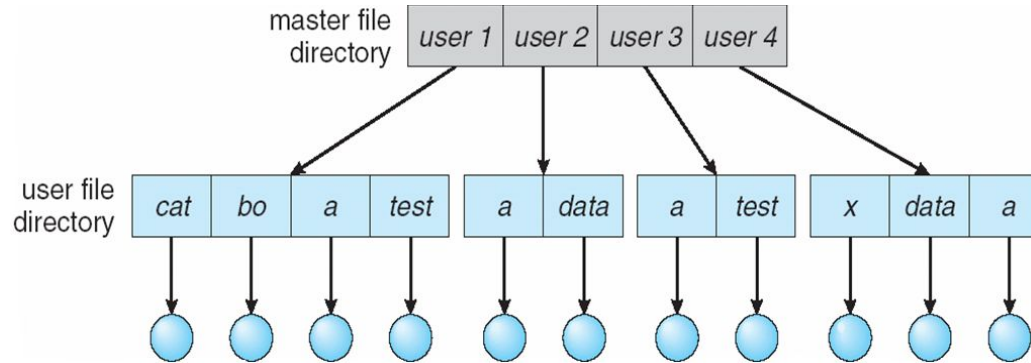 master file
directory
user 1 user 2 user 3 user 4
user file
directory
cat bo a test a data a test x data a